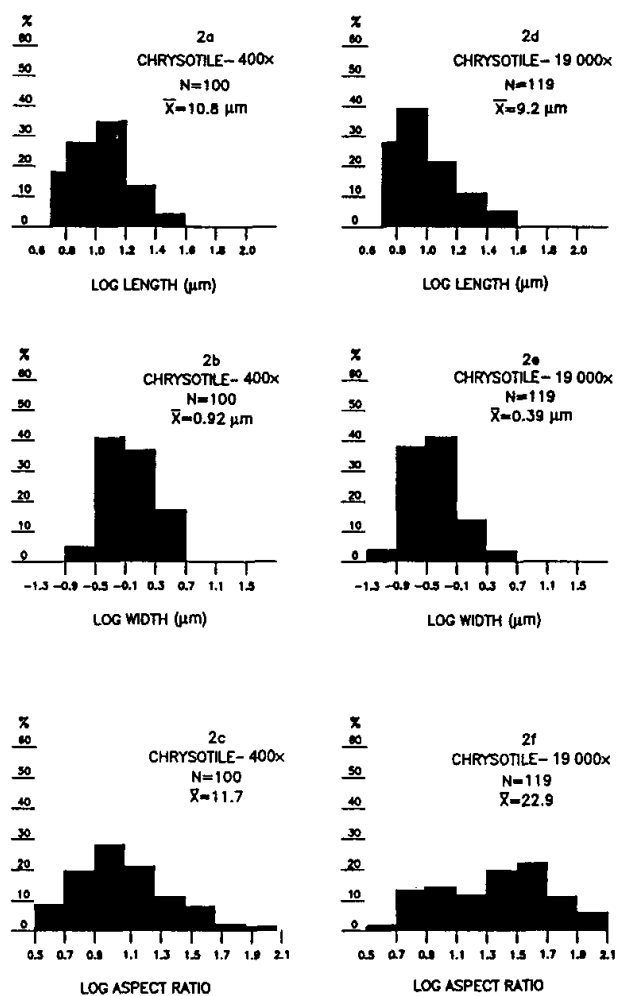 %
60
50
40
30
20
10
0
2a
CHRYSOTILE– 400×
N=100
X̅=10.8 µm
0.6 0.8 1.0 1.2 1.4 1.6 1.8 2.0
LOG LENGTH (µm)
%
60
50
40
30
20
10
0
2d
CHRYSOTILE– 19 000×
N=119
X̅=9.2 µm
0.6 0.8 1.0 1.2 1.4 1.6 1.8 2.0
LOG LENGTH (µm)
%
60
50
40
30
20
10
0
2b
CHRYSOTILE– 400×
N=100
X̅=0.92 µm
-1.3 -0.9 -0.5 -0.1 0.3 0.7 1.1 1.5
LOG WIDTH (µm)
%
60
50
40
30
20
10
0
2e
CHRYSOTILE– 19 000×
N=119
X̅=0.39 µm
-1.3 -0.9 -0.5 -0.1 0.3 0.7 1.1 1.5
LOG WIDTH (µm)
%
60
50
40
30
20
10
0
2c
CHRYSOTILE– 400×
N=100
X̅=11.7
0.5 0.7 0.9 1.1 1.3 1.5 1.7 1.9 2.1
LOG ASPECT RATIO
%
60
50
40
30
20
10
0
2f
CHRYSOTILE– 19 000×
N=119
X̅=22.9
0.5 0.7 0.9 1.1 1.3 1.5 1.7 1.9 2.1
LOG ASPECT RATIO